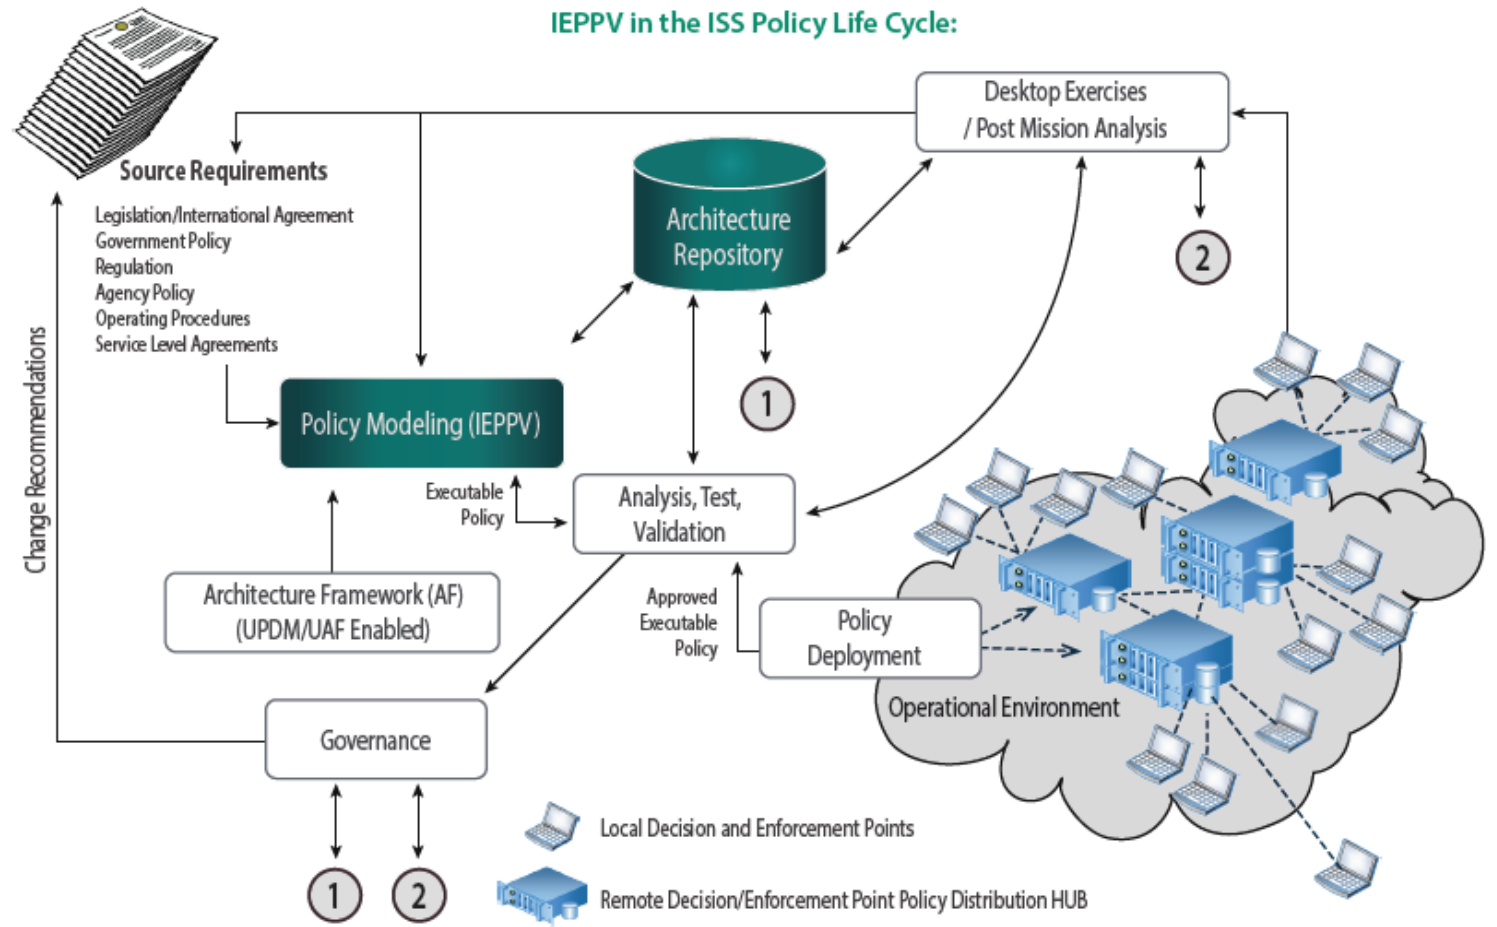 IEPPV in the ISS Policy Life Cycle:
Desktop Exercises
/ Post Mission Analysis
Source Requirements
Legislation/International Agreement
Government Policy
Regulation
Agency Policy
Operating Procedures
Service Level Agreements
Architecture
Repository
2
1
Change Recommendations
Policy Modeling (IEPPV)
Executable
Policy
Analysis, Test,
Validation
Architecture Framework (AF)
(UPDM/UAF Enabled)
Approved
Executable
Policy
Policy
Deployment
Operational Environment
Governance
1
2
Local Decision and Enforcement Points
Remote Decision/Enforcement Point Policy Distribution HUB